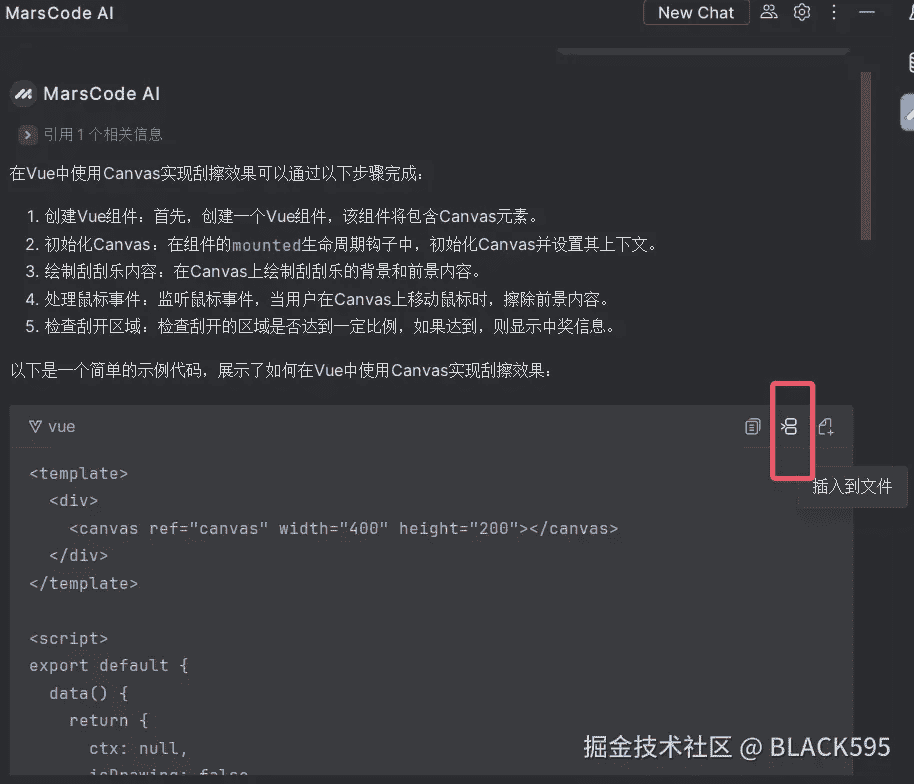 MarsCode AI
New Chat
MarsCode AI
引用 1 个相关信息
在Vue中使用Canvas实现刮擦效果可以通过以下步骤完成：
1. 创建Vue组件：首先，创建一个Vue组件，该组件将包含Canvas元素。
2. 初始化Canvas：在组件的mounted生命周期钩子中，初始化Canvas并设置其上下文。
3. 绘制刮刮乐内容：在Canvas上绘制刮刮乐的背景和前景内容。
4. 处理鼠标事件：监听鼠标事件，当用户在Canvas上移动鼠标时，擦除前景内容。
5. 检查刮开区域：检查刮开的区域是否达到一定比例，如果达到，则显示中奖信息。
以下是一个简单的示例代码，展示了如何在Vue中使用Canvas实现刮擦效果：
vue
插入到文件
<template>
  <div>
    <canvas ref="canvas" width="400" height="200"></canvas>
  </div>
</template>
<script>
export default {
  data() {
    return {
      ctx: null,
      isDrawing: false
掘金技术社区 @ BLACK595